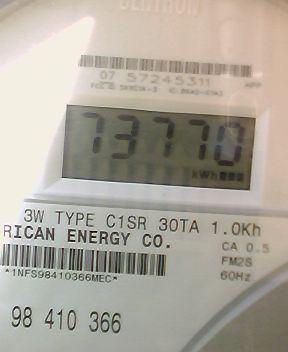 CENTRON
07 57245311
73770
kWh
3W TYPE C1SR 30TA 1.0Kh
RICAN ENERGY CO.
CA 0.5
FM2S
60Hz
*1NFS98410366MEC*
98 410 366